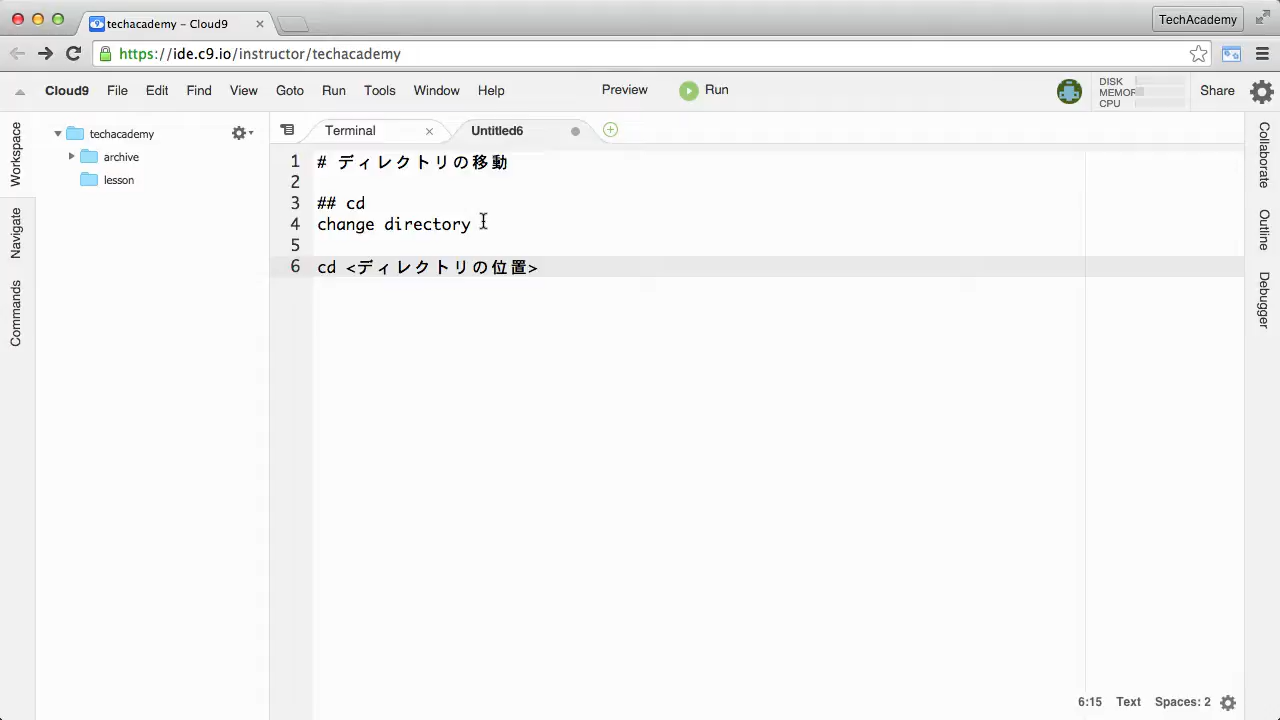 techacademy – Cloud9
TechAcademy
https://ide.c9.io/instructor/techacademy
Cloud9 File Edit Find View Goto Run Tools Window Help Preview Run DISK MEMOR CPU Share
Workspace
Navigate
Commands
techacademy
archive
lesson
Terminal
Untitled6
1 # ディレクトリの移動
2
3 ## cd
4 change directory
5
6 cd <ディレクトリの位置>
Collaborate
Outline
Debugger
6:15 Text Spaces: 2